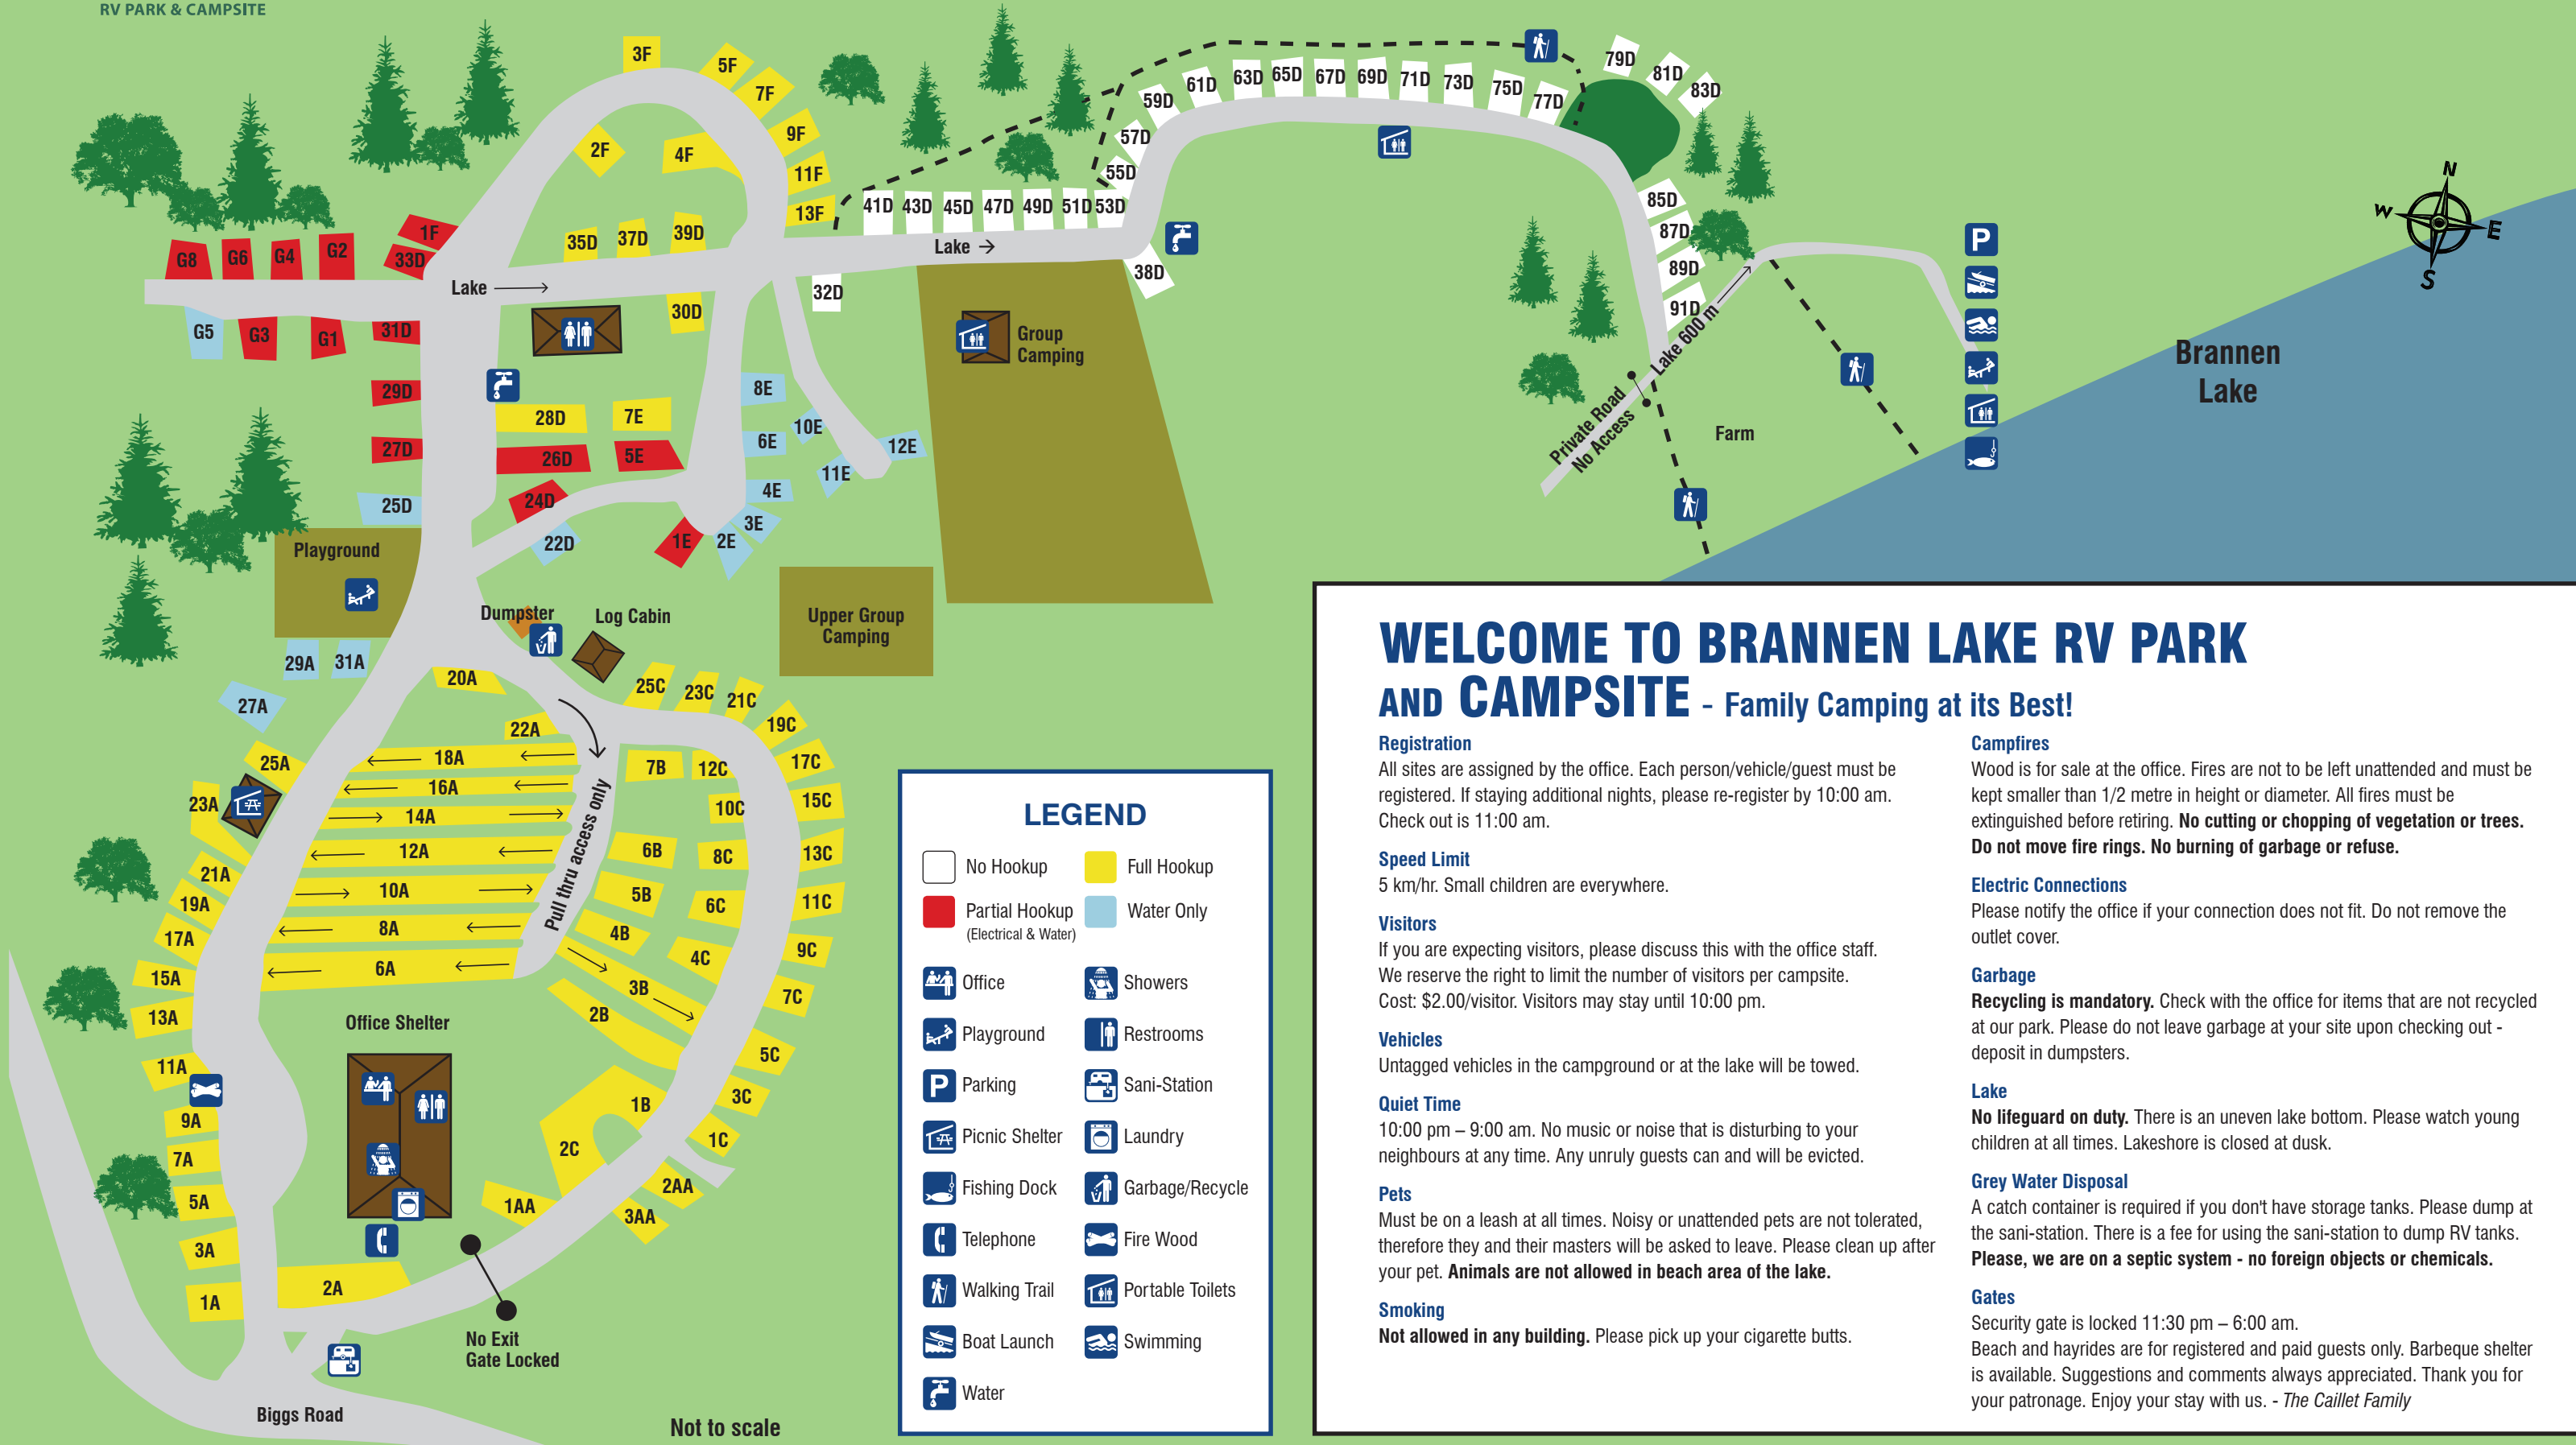 RV PARK & CAMPSITE
3F
5F
7F
2F
4F
9F
11F
13F
1F
33D
G8
G6
G4
G2
G5
G3
G1
31D
35D
37D
39D
Lake
30D
29D
27D
25D
28D
7E
26D
5E
24D
22D
1E
2E
3E
4E
6E
8E
10E
11E
12E
32D
41D
43D
45D
47D
49D
51D
53D
55D
57D
59D
61D
63D
65D
67D
69D
71D
73D
75D
77D
79D
81D
83D
85D
87D
89D
91D
38D
Lake
Group
Camping
Upper Group
Camping
Lake 600 m
Private Road
No Access
Farm
P
Brannen
Lake
N
W
E
S
Playground
Dumpster
Log Cabin
29A
31A
27A
20A
22A
25A
23A
21A
19A
17A
15A
13A
11A
9A
7A
5A
3A
1A
2A
18A
16A
14A
12A
10A
8A
6A
Pull thru access only
25C
23C
21C
19C
17C
15C
13C
11C
9C
7C
5C
3C
1C
7B
12C
10C
6B
8C
5B
6C
4B
4C
3B
2B
1B
2C
1AA
2AA
3AA
Office Shelter
No Exit
Gate Locked
Biggs Road
Not to scale
LEGEND
No Hookup
Full Hookup
Partial Hookup
(Electrical & Water)
Water Only
Office
Showers
Playground
Restrooms
P
Parking
Sani-Station
Picnic Shelter
Laundry
Fishing Dock
Garbage/Recycle
Telephone
Fire Wood
Walking Trail
Portable Toilets
Boat Launch
Swimming
Water
WELCOME TO BRANNEN LAKE RV PARK
AND CAMPSITE - Family Camping at its Best!
Registration
All sites are assigned by the office. Each person/vehicle/guest must be
registered. If staying additional nights, please re-register by 10:00 am.
Check out is 11:00 am.
Speed Limit
5 km/hr. Small children are everywhere.
Visitors
If you are expecting visitors, please discuss this with the office staff.
We reserve the right to limit the number of visitors per campsite.
Cost: $2.00/visitor. Visitors may stay until 10:00 pm.
Vehicles
Untagged vehicles in the campground or at the lake will be towed.
Quiet Time
10:00 pm – 9:00 am. No music or noise that is disturbing to your
neighbours at any time. Any unruly guests can and will be evicted.
Pets
Must be on a leash at all times. Noisy or unattended pets are not tolerated,
therefore they and their masters will be asked to leave. Please clean up after
your pet. Animals are not allowed in beach area of the lake.
Smoking
Not allowed in any building. Please pick up your cigarette butts.
Campfires
Wood is for sale at the office. Fires are not to be left unattended and must be
kept smaller than 1/2 metre in height or diameter. All fires must be
extinguished before retiring. No cutting or chopping of vegetation or trees.
Do not move fire rings. No burning of garbage or refuse.
Electric Connections
Please notify the office if your connection does not fit. Do not remove the
outlet cover.
Garbage
Recycling is mandatory. Check with the office for items that are not recycled
at our park. Please do not leave garbage at your site upon checking out -
deposit in dumpsters.
Lake
No lifeguard on duty. There is an uneven lake bottom. Please watch young
children at all times. Lakeshore is closed at dusk.
Grey Water Disposal
A catch container is required if you don't have storage tanks. Please dump at
the sani-station. There is a fee for using the sani-station to dump RV tanks.
Please, we are on a septic system - no foreign objects or chemicals.
Gates
Security gate is locked 11:30 pm – 6:00 am.
Beach and hayrides are for registered and paid guests only. Barbeque shelter
is available. Suggestions and comments always appreciated. Thank you for
your patronage. Enjoy your stay with us. - The Caillet Family